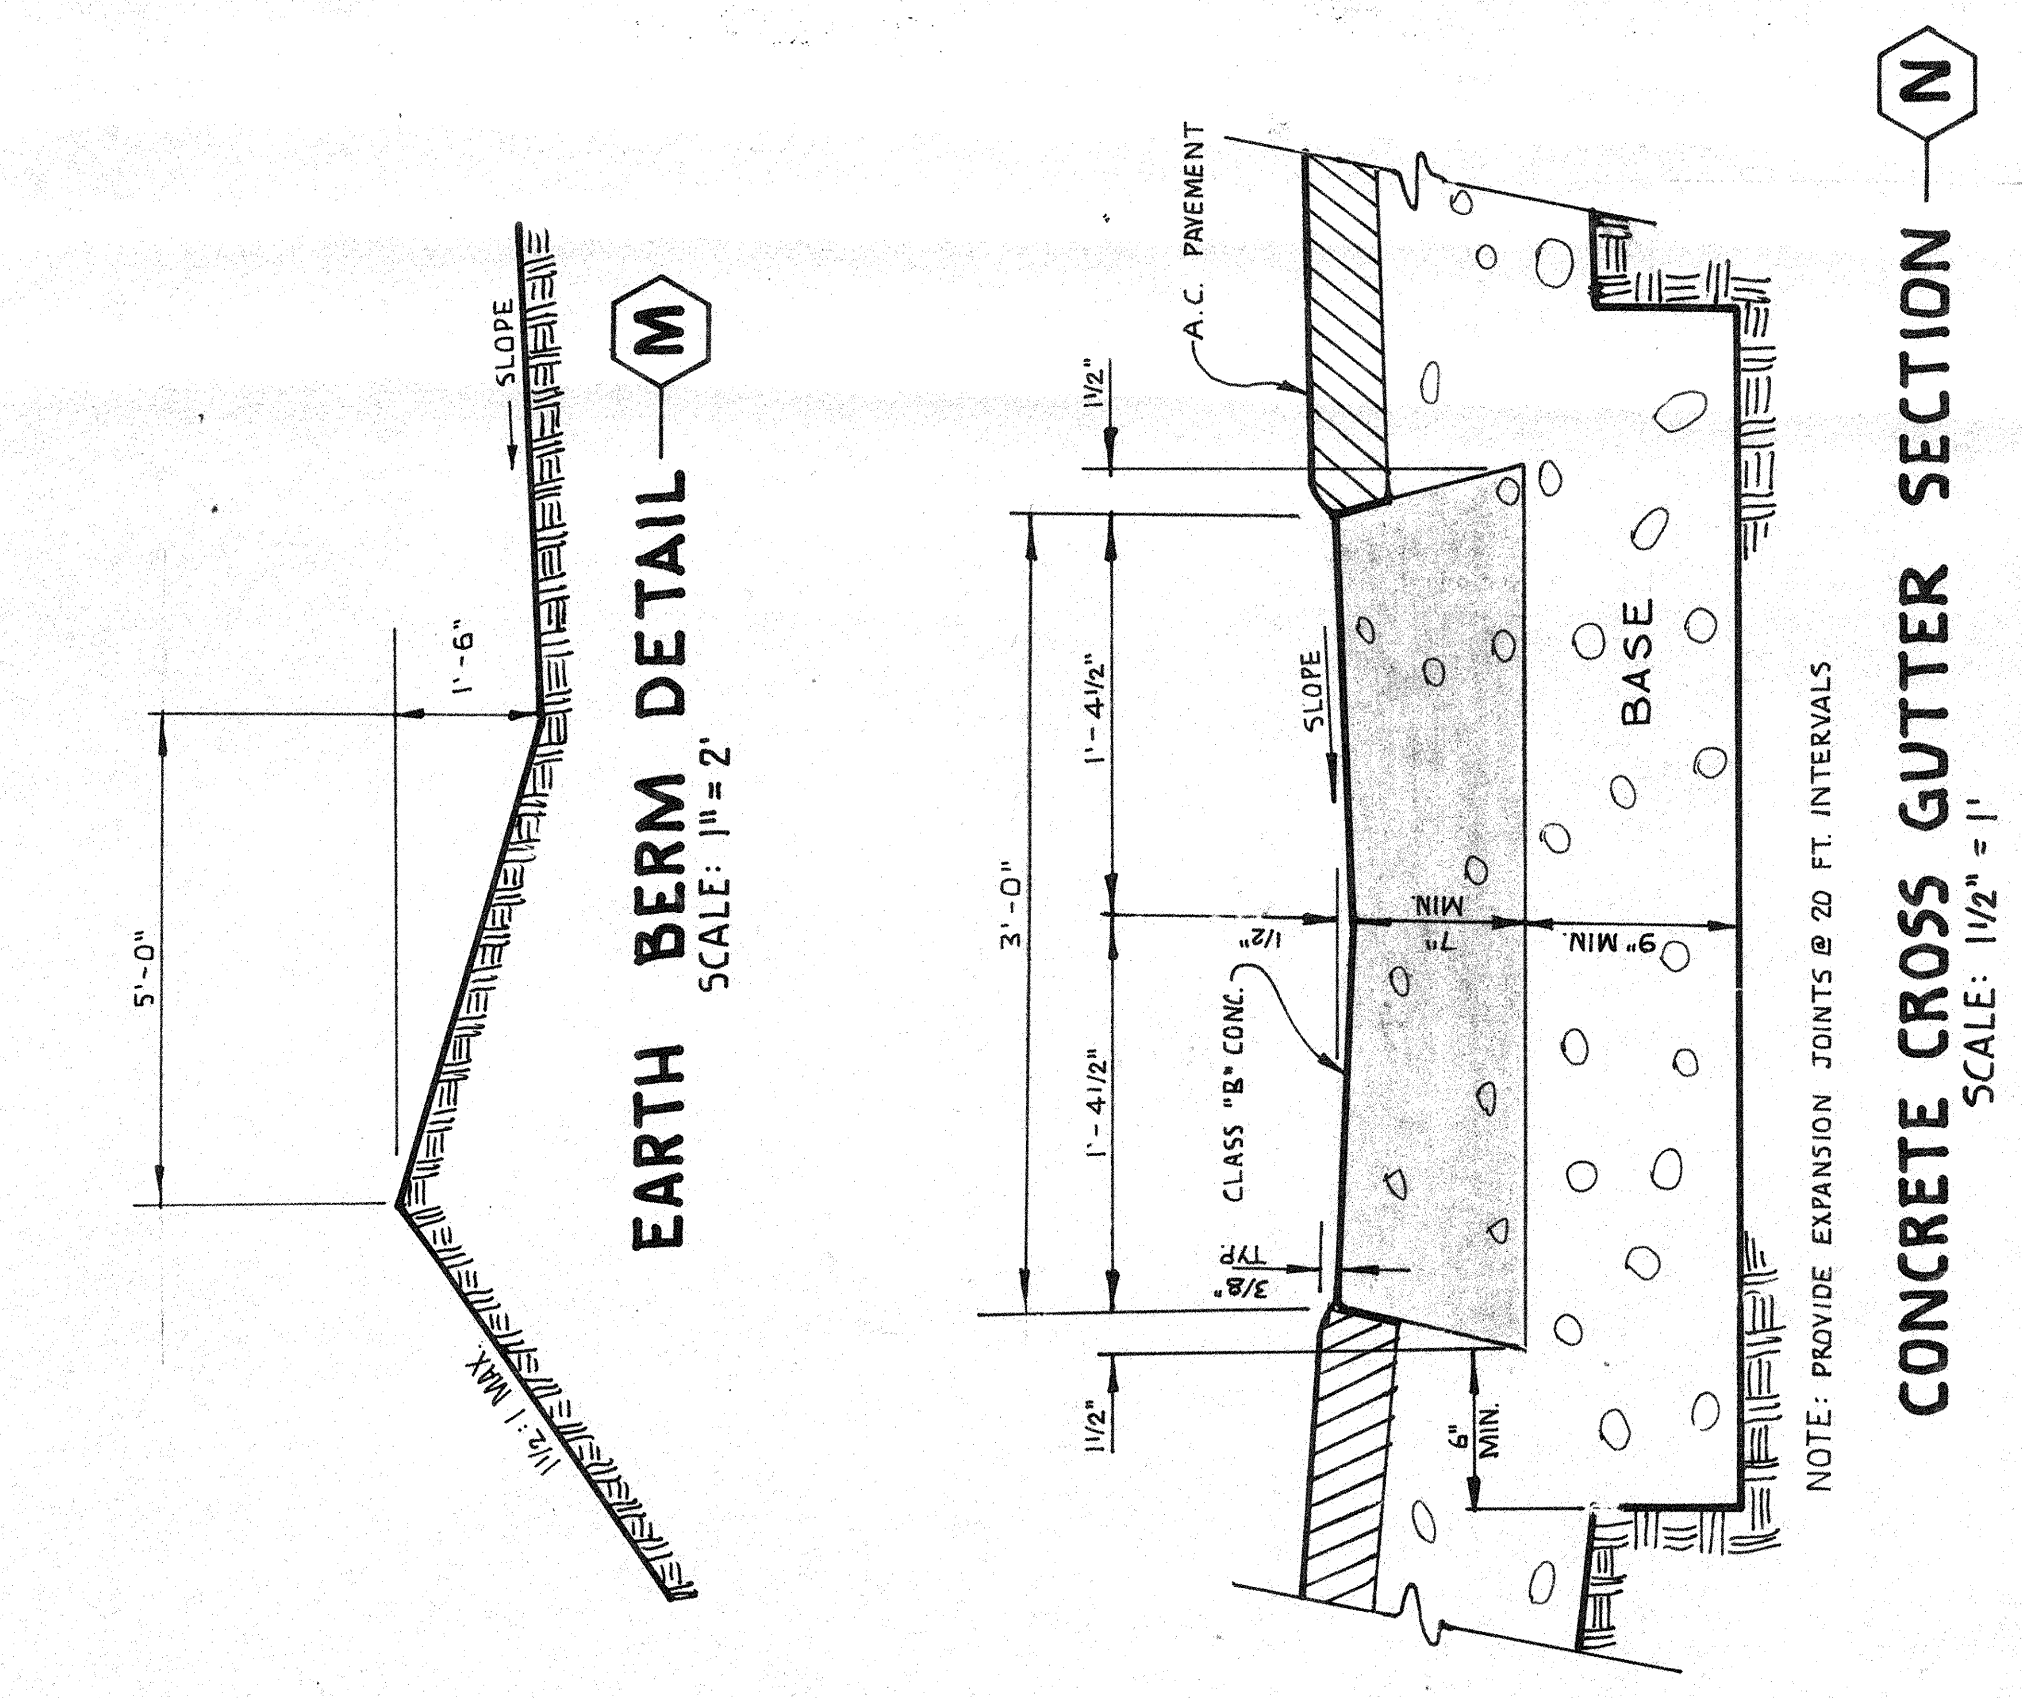 5'-0"
1'-6"
SLOPE
1½:1 MAX.
EARTH BERM DETAIL M
SCALE: 1"=2'
3'-0"
1½"
1'-4½"
1'-4½"
1½"
A.C. PAVEMENT
3/8"
TYP.
CLASS "B" CONC.
1/2"
SLOPE
7"
MIN.
6"
MIN.
9" MIN.
BASE
NOTE: PROVIDE EXPANSION JOINTS @ 20 FT. INTERVALS
CONCRETE CROSS GUTTER SECTION N
SCALE: 1½" = 1'